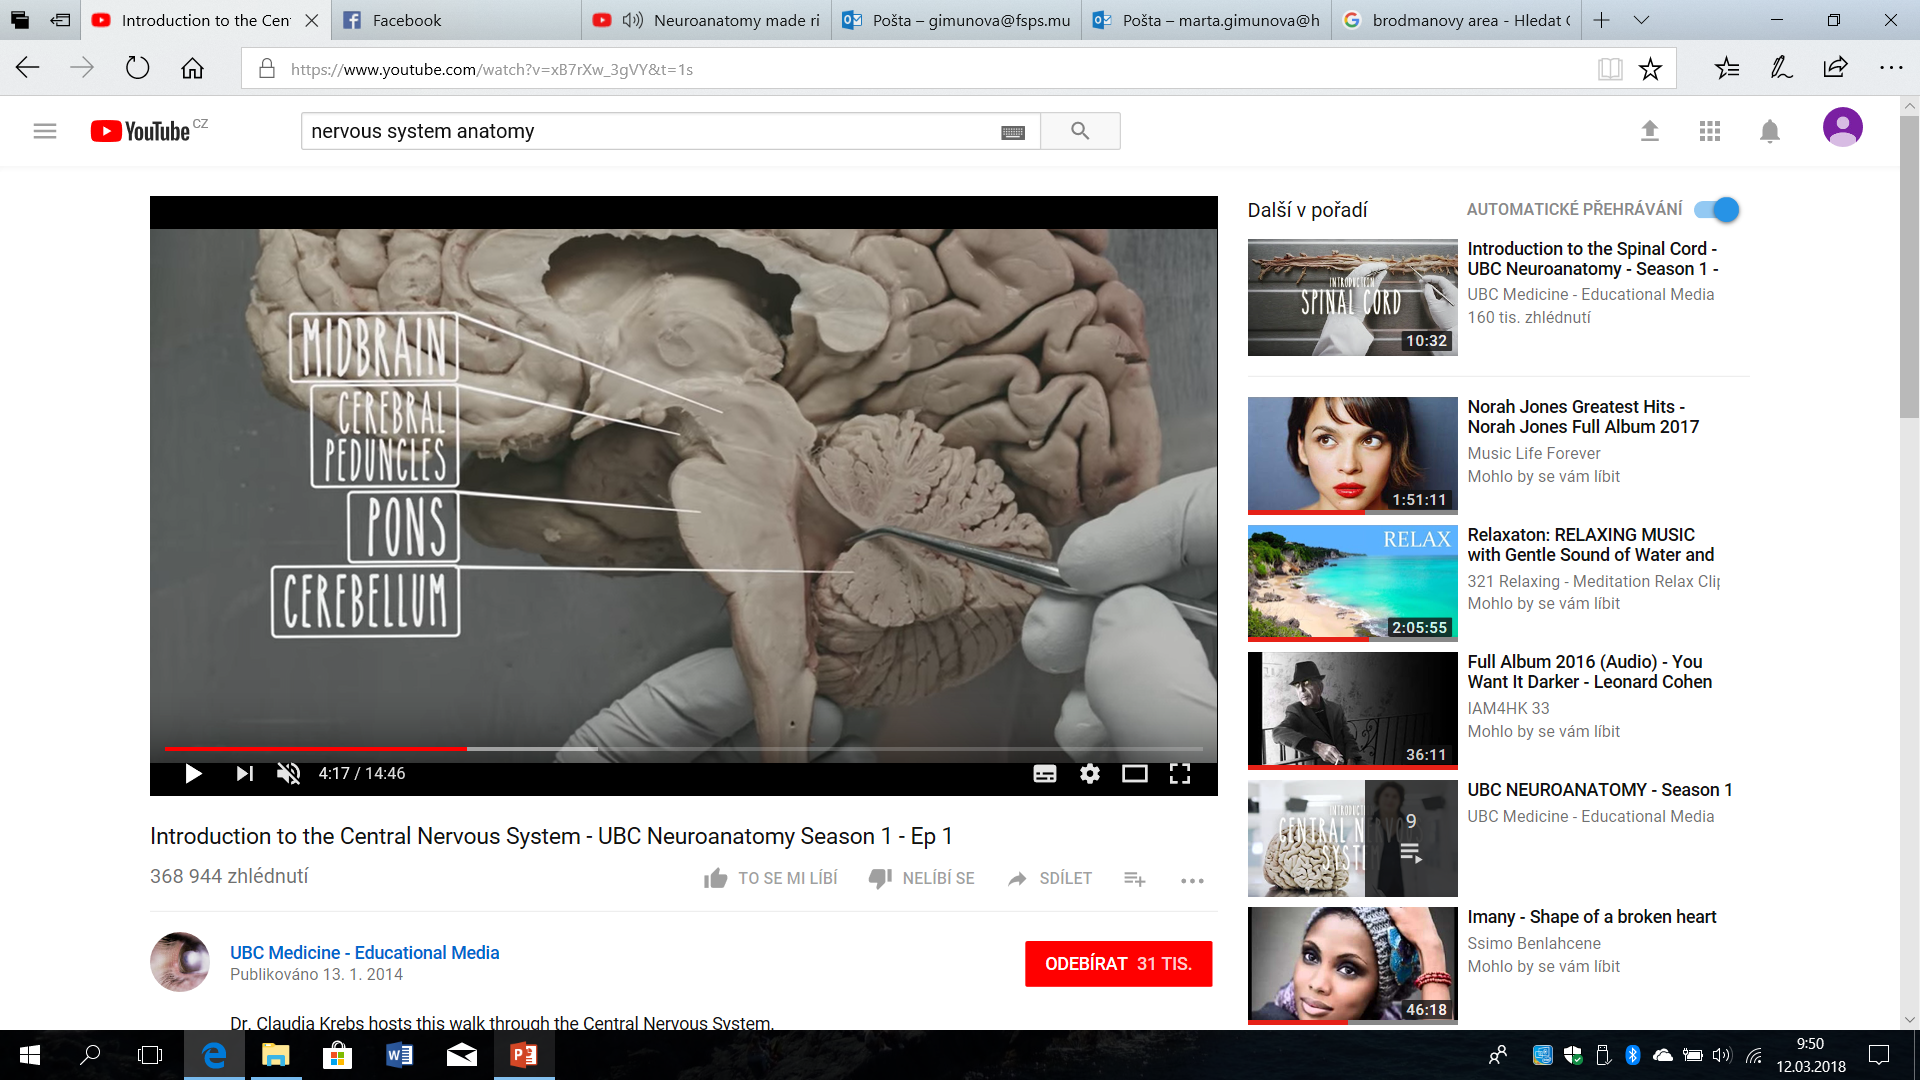 Introduction to the Cen
Facebook
Neuroanatomy made ri
Pošta – gimunova@fsps.mu
Pošta – marta.gimunova@h
brodmanovy area - Hledat
https://www.youtube.com/watch?v=xB7rXw_3gVY&t=1s
YouTube CZ
nervous system anatomy
MIDBRAIN
CEREBRAL
PEDUNCLES
PONS
CEREBELLUM
4:17 / 14:46
Introduction to the Central Nervous System - UBC Neuroanatomy Season 1 - Ep 1
368 944 zhlédnutí
TO SE MI LÍBÍ
NELÍBÍ SE
SDÍLET
UBC Medicine - Educational Media
Publikováno 13. 1. 2014
ODEBÍRAT 31 TIS.
Dr. Claudia Krebs hosts this walk through the Central Nervous System.
Další v pořadí
AUTOMATICKÉ PŘEHRÁVÁNÍ
INTRODUCTION
SPINAL CORD
10:32
Introduction to the Spinal Cord -
UBC Neuroanatomy - Season 1 -
UBC Medicine - Educational Media
160 tis. zhlédnutí
1:51:11
Norah Jones Greatest Hits -
Norah Jones Full Album 2017
Music Life Forever
Mohlo by se vám líbit
RELAX
2:05:55
Relaxaton: RELAXING MUSIC
with Gentle Sound of Water and
321 Relaxing - Meditation Relax Clip
Mohlo by se vám líbit
36:11
Full Album 2016 (Audio) - You
Want It Darker - Leonard Cohen
IAM4HK 33
Mohlo by se vám líbit
CENTRAL NERVOUS
SYSTEM
9
UBC NEUROANATOMY - Season 1
UBC Medicine - Educational Media
46:18
Imany - Shape of a broken heart
Ssimo Benlahcene
Mohlo by se vám líbit
9:50
12.03.2018